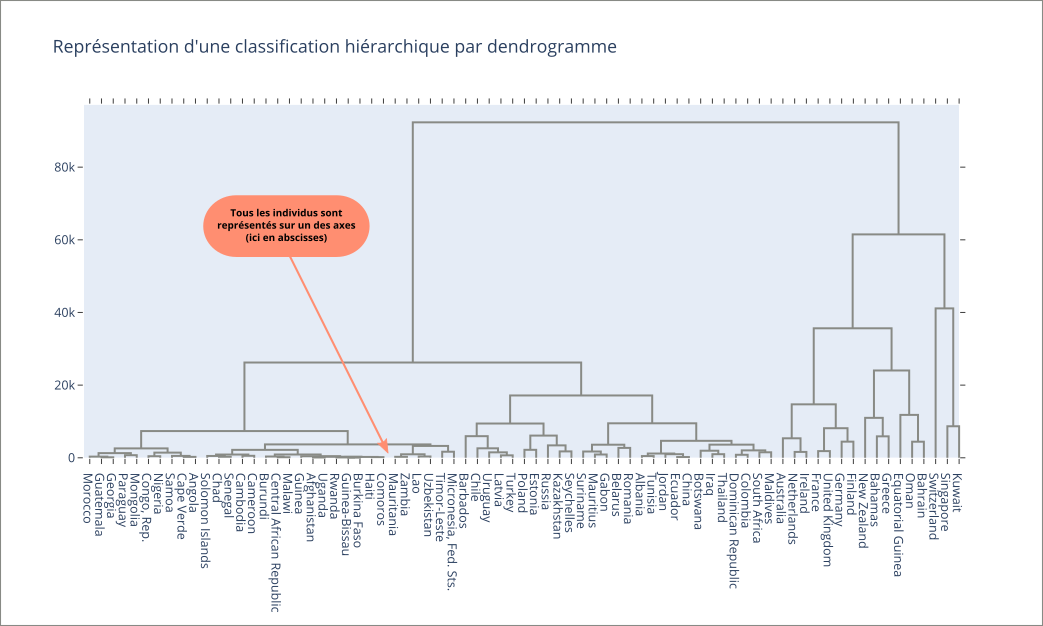 Représentation d'une classification hiérarchique par dendrogramme
80k
60k
40k
20k
0
Tous les individus sont
représentés sur un des axes
(ici en abscisses)
Morocco
Guatemala
Georgia
Paraguay
Mongolia
Congo, Rep.
Nigeria
Samoa
Cape Verde
Angola
Solomon Islands
Chad
Senegal
Cambodia
Cameroon
Burundi
Central African Republic
Malawi
Guinea
Afghanistan
Uganda
Rwanda
Guinea-Bissau
Burkina Faso
Haiti
Comoros
Mauritania
Zambia
Lao
Uzbekistan
Timor-Leste
Micronesia, Fed. Sts.
Barbados
Chile
Uruguay
Latvia
Turkey
Poland
Estonia
Russia
Kazakhstan
Seychelles
Suriname
Mauritius
Gabon
Belarus
Romania
Albania
Tunisia
Jordan
Ecuador
China
Botswana
Iraq
Thailand
Dominican Republic
Colombia
South Africa
Maldives
Australia
Netherlands
Ireland
France
United Kingdom
Germany
Finland
New Zealand
Bahamas
Greece
Equatorial Guinea
Oman
Bahrain
Switzerland
Singapore
Kuwait